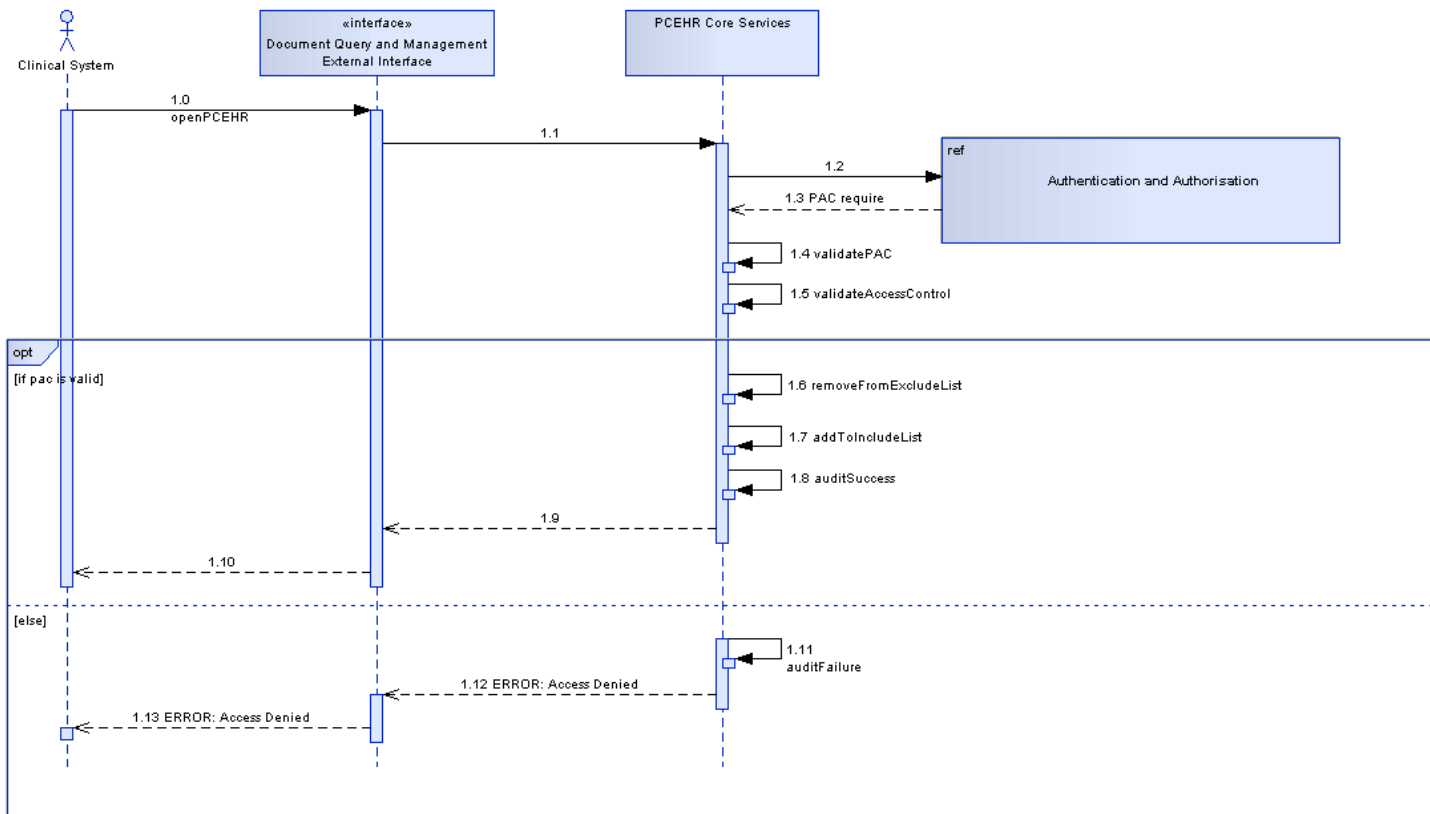 «interface»
Document Query and Management
External Interface
PCEHR Core Services
Clinical System
1.0
openPCEHR
1.1
ref
Authentication and Authorisation
1.2
1.3 PAC require
1.4 validatePAC
1.5 validateAccessControl
opt
[if pac is valid]
1.6 removeFromExcludeList
1.7 addToIncludeList
1.8 auditSuccess
1.9
1.10
[else]
1.11
auditFailure
1.12 ERROR: Access Denied
1.13 ERROR: Access Denied